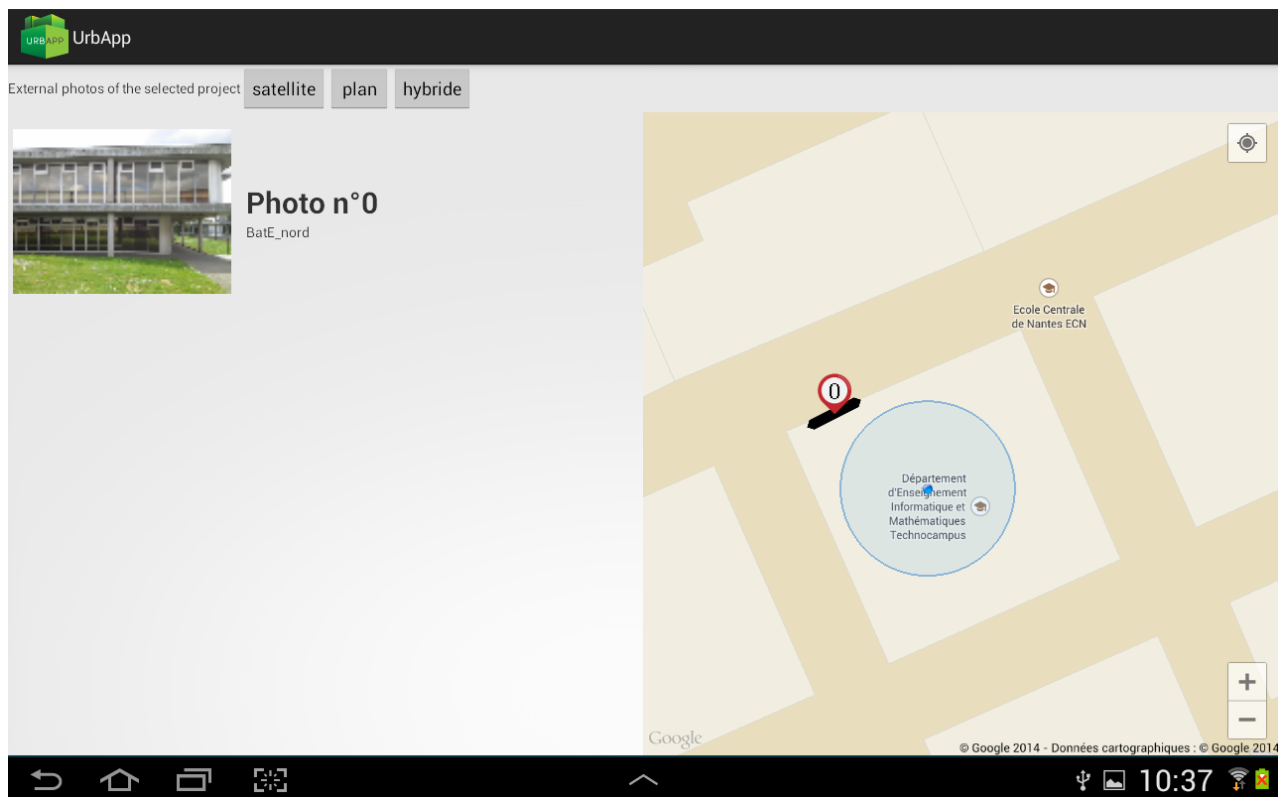 URBAPP UrbApp
External photos of the selected project satellite plan hybride
Photo n°0
BatE_nord
Ecole Centrale
de Nantes ECN
0
Département
d'Enseignement
Informatique et
Mathématiques
Technocampus
+
−
Google
© Google 2014 - Données cartographiques : © Google 2014
10:37